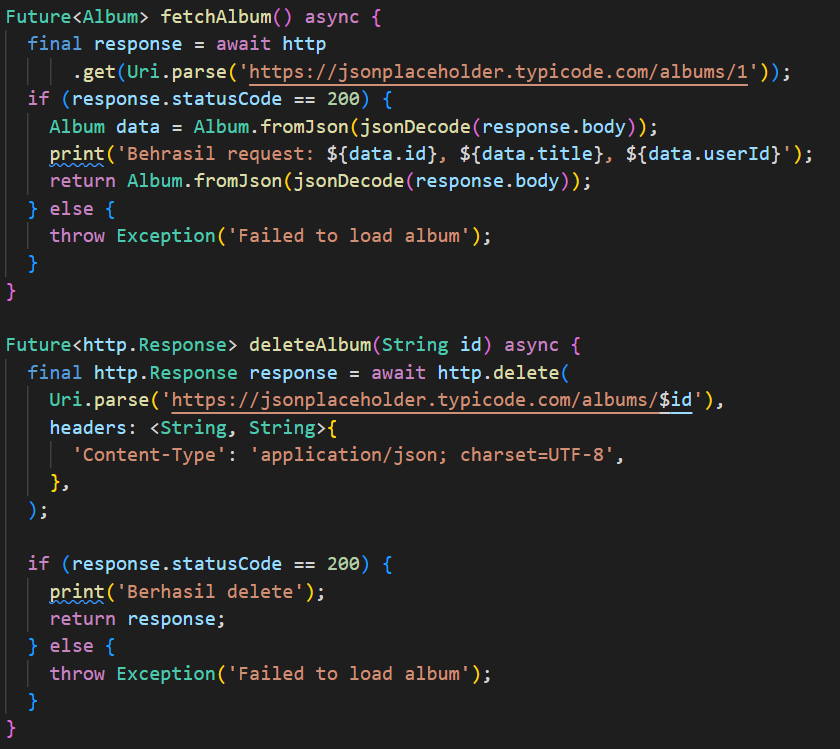 Future<Album> fetchAlbum() async {
  final response = await http
      .get(Uri.parse('https://jsonplaceholder.typicode.com/albums/1'));
  if (response.statusCode == 200) {
    Album data = Album.fromJson(jsonDecode(response.body));
    print('Behrasil request: ${data.id}, ${data.title}, ${data.userId}');
    return Album.fromJson(jsonDecode(response.body));
  } else {
    throw Exception('Failed to load album');
  }
}

Future<http.Response> deleteAlbum(String id) async {
  final http.Response response = await http.delete(
    Uri.parse('https://jsonplaceholder.typicode.com/albums/$id'),
    headers: <String, String>{
      'Content-Type': 'application/json; charset=UTF-8',
    },
  );

  if (response.statusCode == 200) {
    print('Berhasil delete');
    return response;
  } else {
    throw Exception('Failed to load album');
  }
}